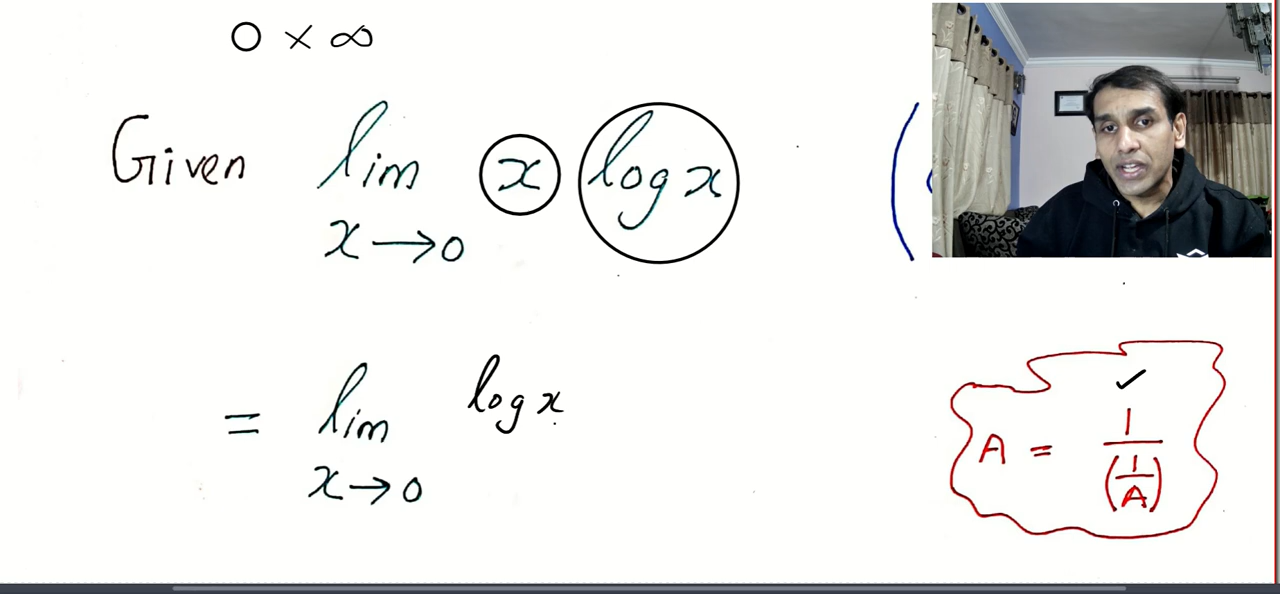 0 × ∞
Given lim x log x (
x → 0
= lim log x
x → 0
✓
A = 1 / (1/A)